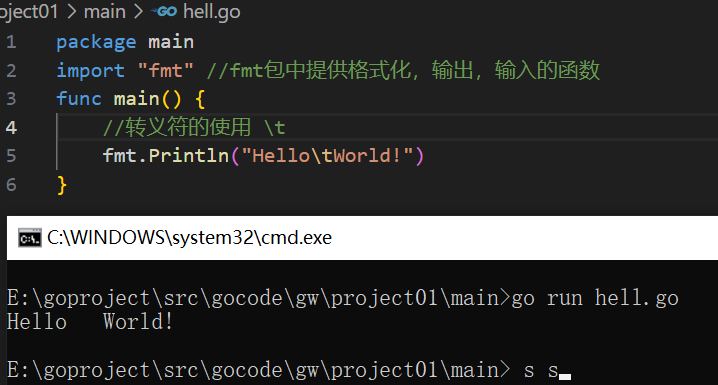 oject01 > main > GO hell.go
1 package main
2 import "fmt" //fmt包中提供格式化，输出，输入的函数
3 func main() {
4 //转义符的使用 \t
5 fmt.Println("Hello\tWorld!")
6 }
C:\WINDOWS\system32\cmd.exe
E:\goproject\src\gocode\gw\project01\main>go run hell.go
Hello   World!
E:\goproject\src\gocode\gw\project01\main> s s